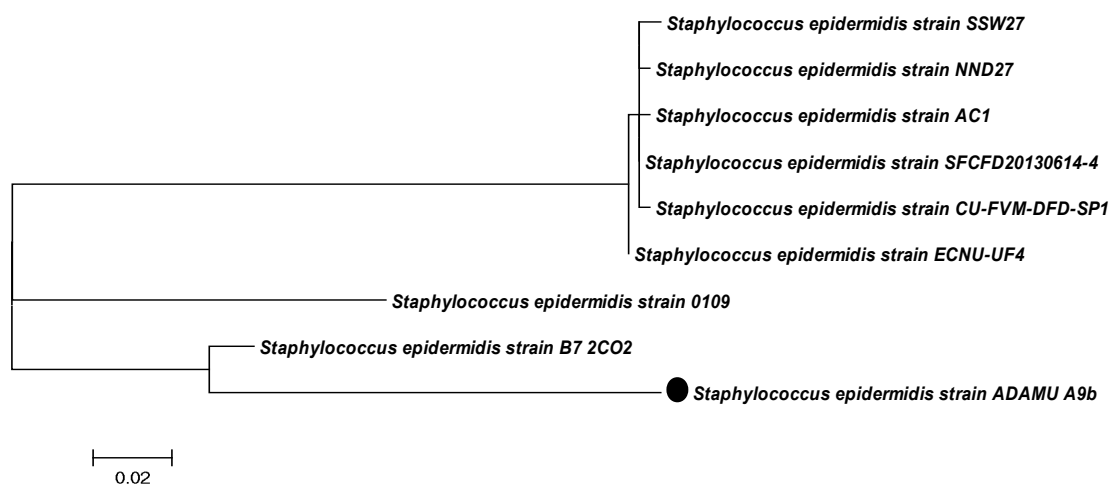 Staphylococcus epidermidis strain SSW27
Staphylococcus epidermidis strain NND27
Staphylococcus epidermidis strain AC1
Staphylococcus epidermidis strain SFCFD20130614-4
Staphylococcus epidermidis strain CU-FVM-DFD-SP1
Staphylococcus epidermidis strain ECNU-UF4
Staphylococcus epidermidis strain 0109
Staphylococcus epidermidis strain B7 2CO2
Staphylococcus epidermidis strain ADAMU A9b
0.02